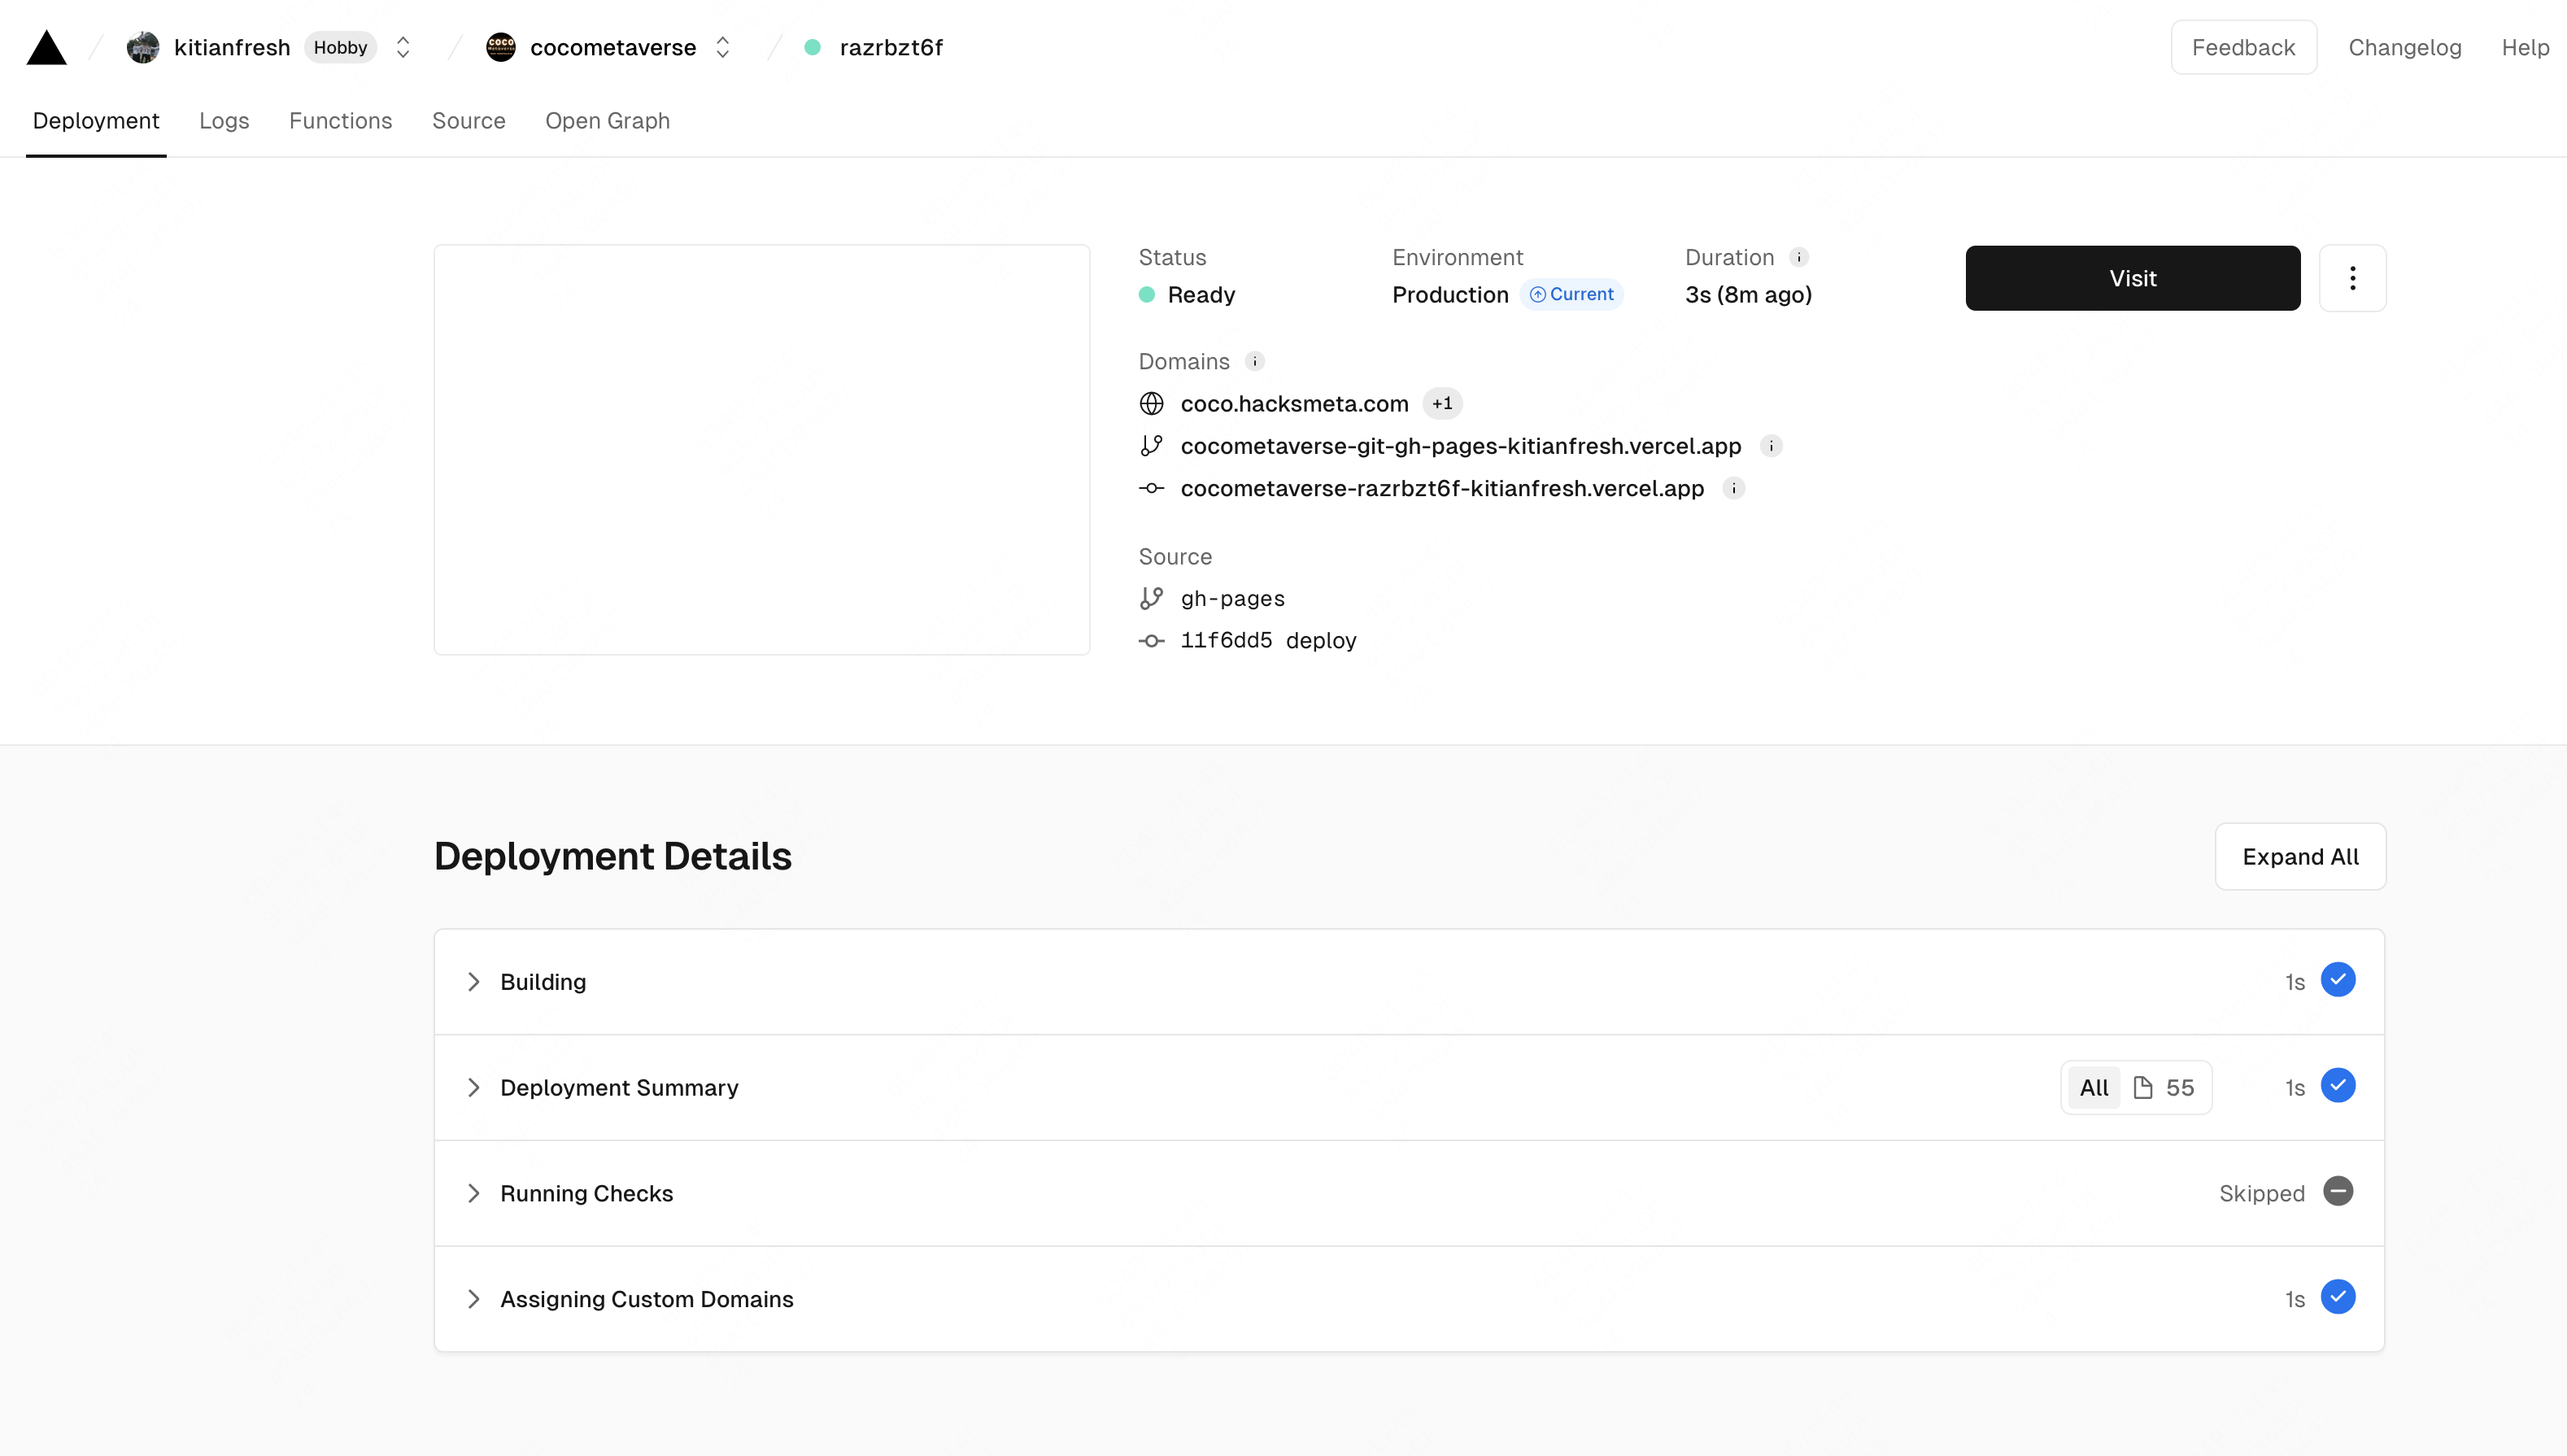 kitianfresh Hobby cocometaverse razrbzt6f Feedback Changelog Help
Deployment Logs Functions Source Open Graph
Status Environment Duration
Ready Production Current 3s (8m ago) Visit
Domains
coco.hacksmeta.com +1
cocometaverse-git-gh-pages-kitianfresh.vercel.app
cocometaverse-razrbzt6f-kitianfresh.vercel.app
Source
gh-pages
11f6dd5 deploy
Deployment Details Expand All
Building 1s
Deployment Summary All 55 1s
Running Checks Skipped
Assigning Custom Domains 1s